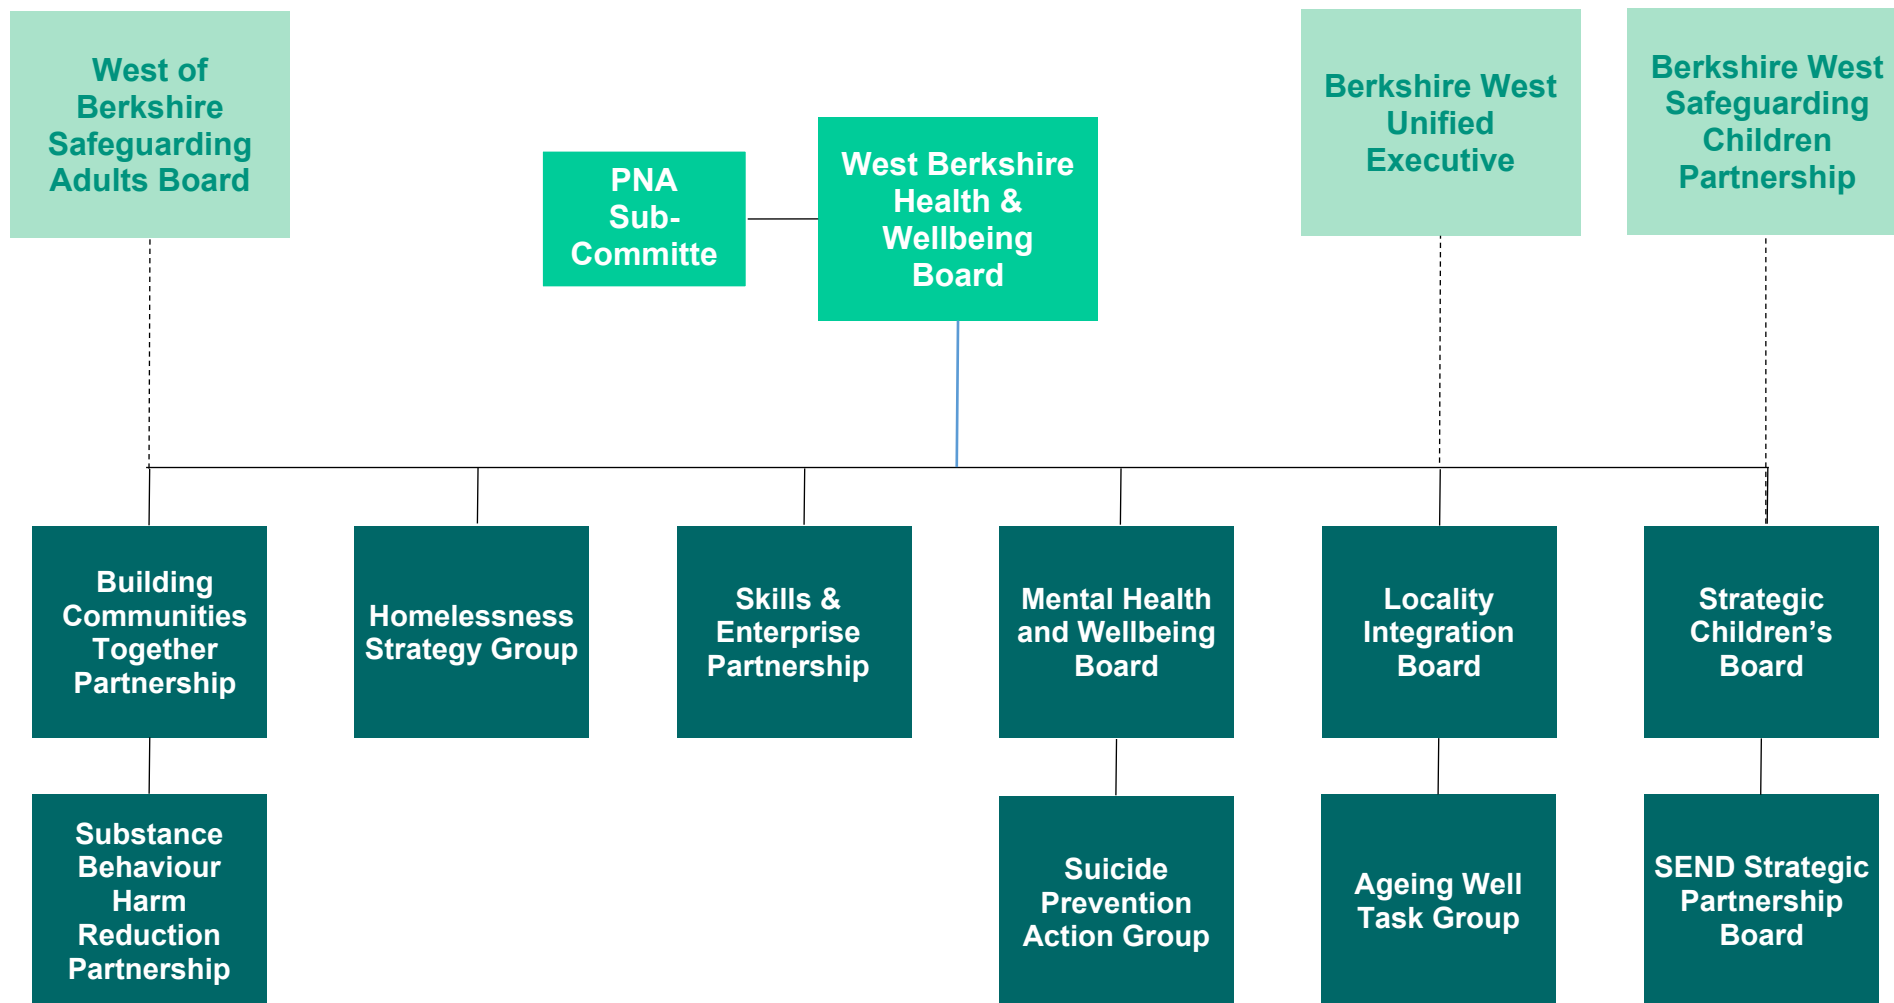 West of
Berkshire
Safeguarding
Adults Board
PNA
Sub-
Committe
West Berkshire
Health &
Wellbeing
Board
Berkshire West
Unified
Executive
Berkshire West
Safeguarding
Children
Partnership
Building
Communities
Together
Partnership
Homelessness
Strategy Group
Skills &
Enterprise
Partnership
Mental Health
and Wellbeing
Board
Locality
Integration
Board
Strategic
Children’s
Board
Substance
Behaviour
Harm
Reduction
Partnership
Suicide
Prevention
Action Group
Ageing Well
Task Group
SEND Strategic
Partnership
Board